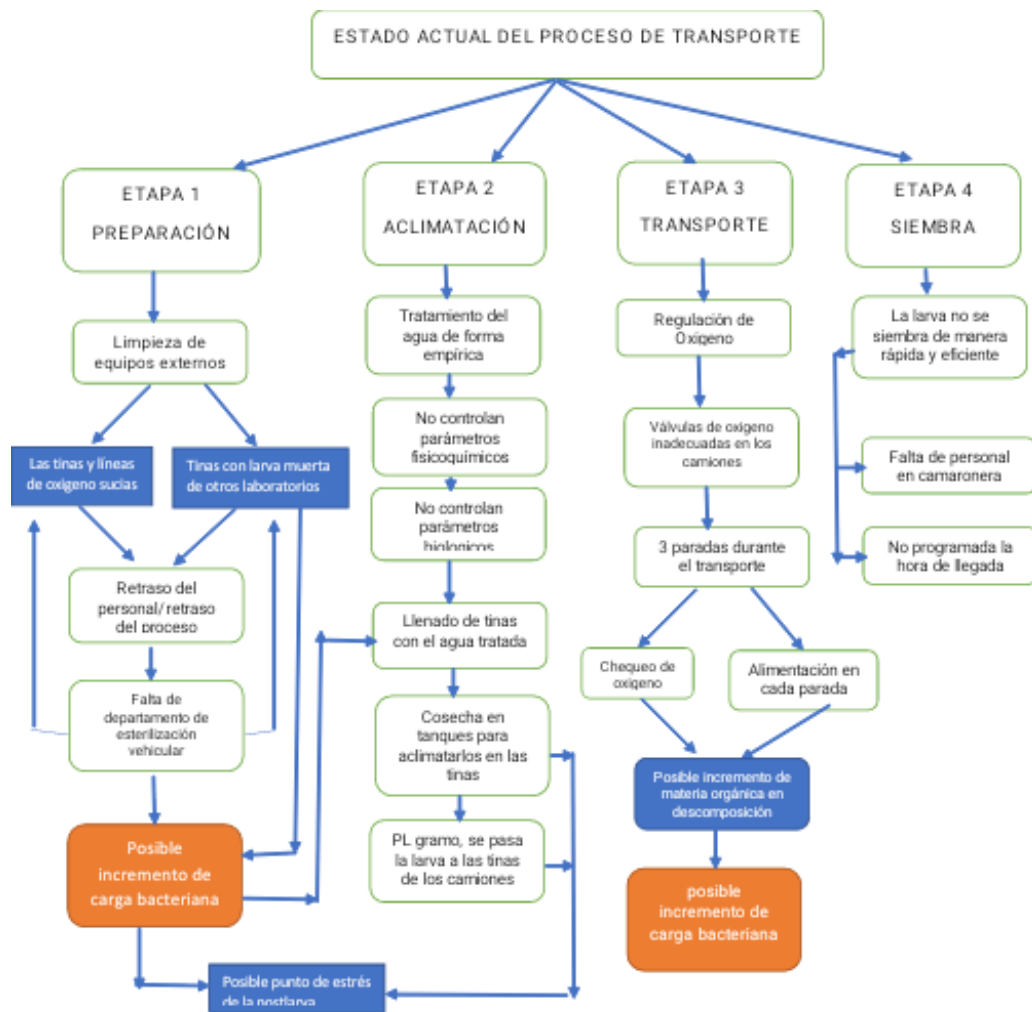 ESTADO ACTUAL DEL PROCESO DE TRANSPORTE
ETAPA 1
PREPARACIÓN
Limpieza de
equipos externos
Las tinas y líneas
de oxigeno sucias
Tinas con larva muerta
de otros laboratorios
Retraso del
personal/ retraso
del proceso
Falta de
departamento de
esterilización
vehicular
Posible
incremento de
carga bacteriana
Posible punto de estrés
de la postlarva
ETAPA 2
ACLIMATACIÓN
Tratamiento del
agua de forma
empírica
No controlan
parámetros
fisicoquímicos
No controlan
parámetros
biologicos
Llenado de tinas
con el agua tratada
Cosecha en
tanques para
aclimatarlos en las
tinas
PL gramo, se pasa
la larva a las tinas
de los camiones
ETAPA 3
TRANSPORTE
Regulación de
Oxigeno
Válvulas de oxigeno
inadecuadas en los
camiones
3 paradas durante
el transporte
Chequeo de
oxigeno
Alimentación en
cada parada
Posible incremento de
materia orgánica en
descomposición
posible
incremento de
carga bacteriana
ETAPA 4
SIEMBRA
La larva no se
siembra de manera
rápida y eficiente
Falta de personal
en camaronera
No programada la
hora de llegada